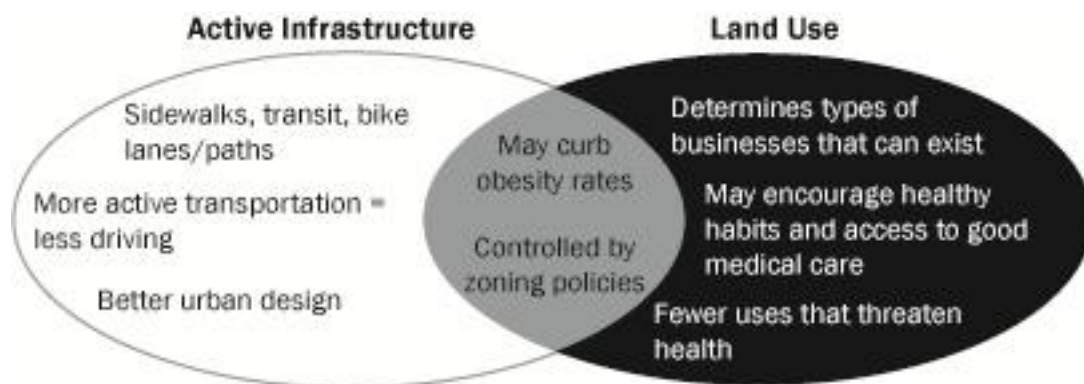 Active Infrastructure
Land Use
Sidewalks, transit, bike
lanes/paths
More active transportation =
less driving
Better urban design
May curb
obesity rates
Controlled by
zoning policies
Determines types of
businesses that can exist
May encourage healthy
habits and access to good
medical care
Fewer uses that threaten
health